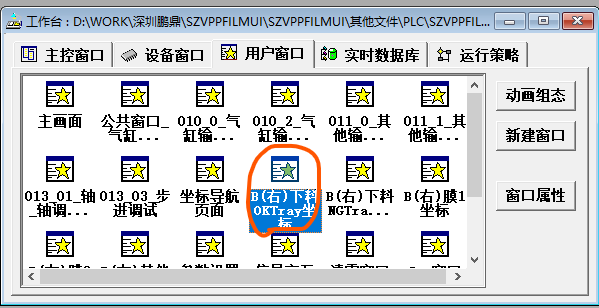 工作台: D:\WORK\深圳鹏鼎\SZVPPFILMUI\SZVPPFILMUI\其他文件\PLC\SZVPPFIL...
主控窗口 设备窗口 用户窗口 实时数据库 运行策略
主画面
公共窗口_
气缸...
010_0_气
缸输...
010_2_气
缸输...
011_0_其
他输...
011_1_其
他输...
动画组态
新建窗口
013_01_轴
_轴调...
013_03_步
进调试
坐标导航
页面
B(右)下料
OKTray坐
标
B(右)下料
NGTra...
B(右)膜1
坐标
窗口属性